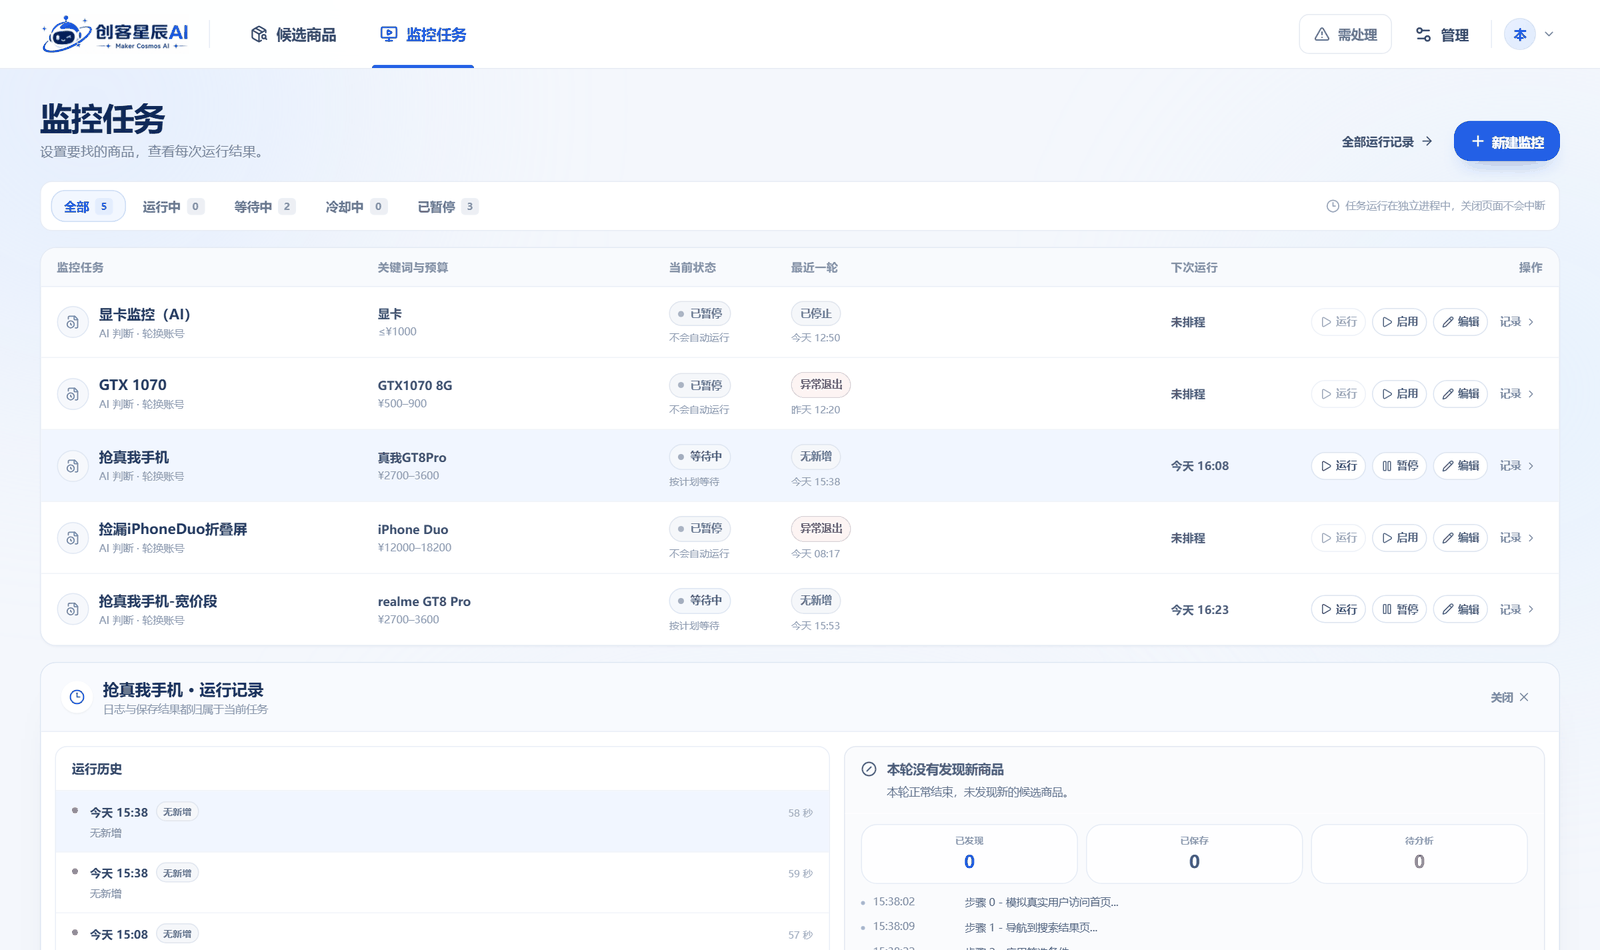 创客星辰AI
Maker Cosmos AI
候选商品
监控任务
需处理
管理
本
监控任务
设置要找的商品，查看每次运行结果。
全部运行记录
新建监控
全部 5
运行中 0
等待中 2
冷却中 0
已暂停 3
任务运行在独立进程中，关闭页面不会中断
监控任务 关键词与预算 当前状态 最近一轮 下次运行 操作
显卡监控（AI）
AI 判断 · 轮换账号
显卡
≤¥1000
已暂停
不会自动运行
已停止
今天 12:50
未排程
运行 启用 编辑 记录
GTX 1070
AI 判断 · 轮换账号
GTX1070 8G
¥500–900
已暂停
不会自动运行
异常退出
昨天 12:20
未排程
运行 启用 编辑 记录
抢真我手机
AI 判断 · 轮换账号
真我GT8Pro
¥2700–3600
等待中
按计划等待
无新增
今天 15:38
今天 16:08
运行 暂停 编辑 记录
捡漏iPhoneDuo折叠屏
AI 判断 · 轮换账号
iPhone Duo
¥12000–18200
已暂停
不会自动运行
异常退出
今天 08:17
未排程
运行 启用 编辑 记录
抢真我手机-宽价段
AI 判断 · 轮换账号
realme GT8 Pro
¥2700–3600
等待中
按计划等待
无新增
今天 15:53
今天 16:23
运行 暂停 编辑 记录
抢真我手机 · 运行记录
日志与保存结果都归属于当前任务
关闭
运行历史
今天 15:38 无新增
无新增
58 秒
今天 15:38 无新增
无新增
59 秒
今天 15:08 无新增
57 秒
本轮没有发现新商品
本轮正常结束，未发现新的候选商品。
已发现
0
已保存
0
待分析
0
15:38:02 步骤 0 - 模拟真实用户访问首页...
15:38:09 步骤 1 - 导航到搜索结果页...